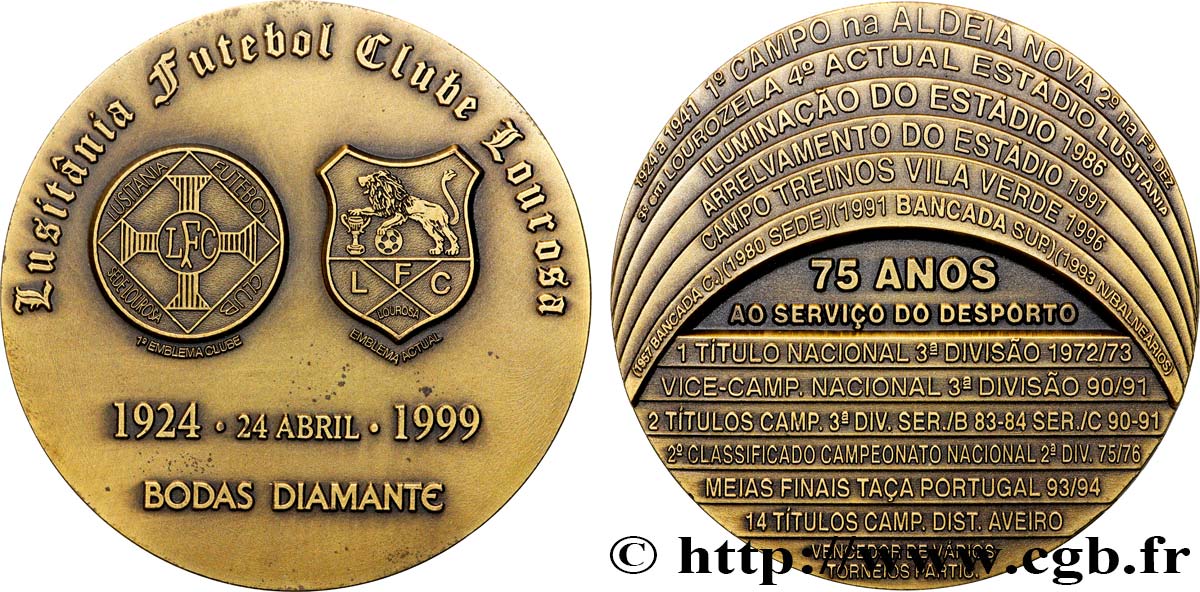 Lusitânia Futebol Clube Lourosa
LUSITANIA FUTEBOL CLUB
SEDE LOUROSA
LFC
1º EMBLEMA CLUBE
L F C
LOUROSA
EMBLEMA ACTUAL
1924 · 24 ABRIL · 1999
BODAS DIAMANTE
1924 a 1941 1º CAMPO na ALDEIA NOVA 2º na Fª. DEZ
3º em LOUROZELA 4º ACTUAL ESTÁDIO LUSITANIA
ILUMINAÇÃO DO ESTÁDIO 1986
ARRELVAMENTO DO ESTÁDIO 1991
CAMPO TREINOS VILA VERDE 1996
(1957 BANCADA C.)(1980 SEDE)(1991 BANCADA SUP)(1993 N/BALNEÁRIOS)
75 ANOS
AO SERVIÇO DO DESPORTO
1 TÍTULO NACIONAL 3ª DIVISÃO 1972/73
VICE-CAMP. NACIONAL 3ª DIVISÃO 90/91
2 TÍTULOS CAMP. 3ª DIV. SER./B 83-84 SER./C 90-91
2º CLASSIFICADO CAMPEONATO NACIONAL 2ª DIV. 75/76
MEIAS FINAIS TAÇA PORTUGAL 93/94
14 TÍTULOS CAMP. DIST. AVEIRO
VENCEDOR DE VÁRIOS
TORNEIOS PARTIC.
© http://www.cgb.fr